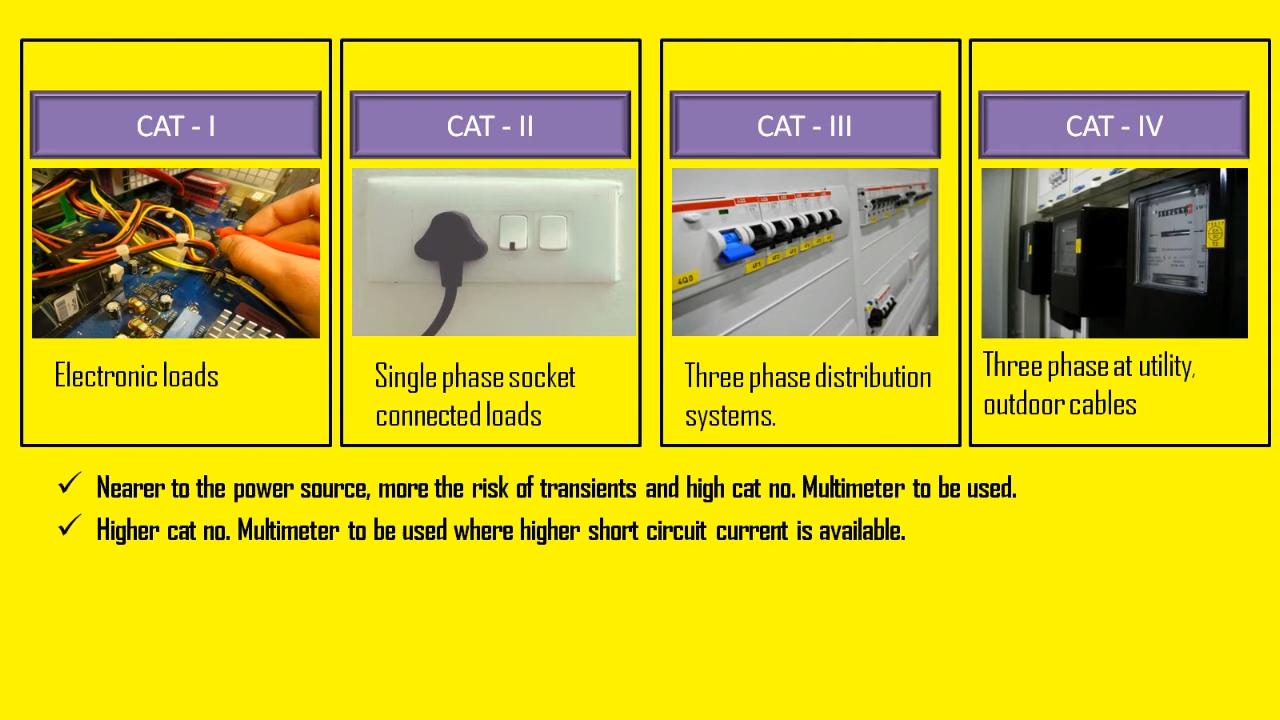 CAT - I
CAT - II
CAT - III
CAT - IV
Electronic loads
Single phase socket
connected loads
Three phase distribution
systems.
Three phase at utility,
outdoor cables
Nearer to the power source, more the risk of transients and high cat no. Multimeter to be used.
Higher cat no. Multimeter to be used where higher short circuit current is available.